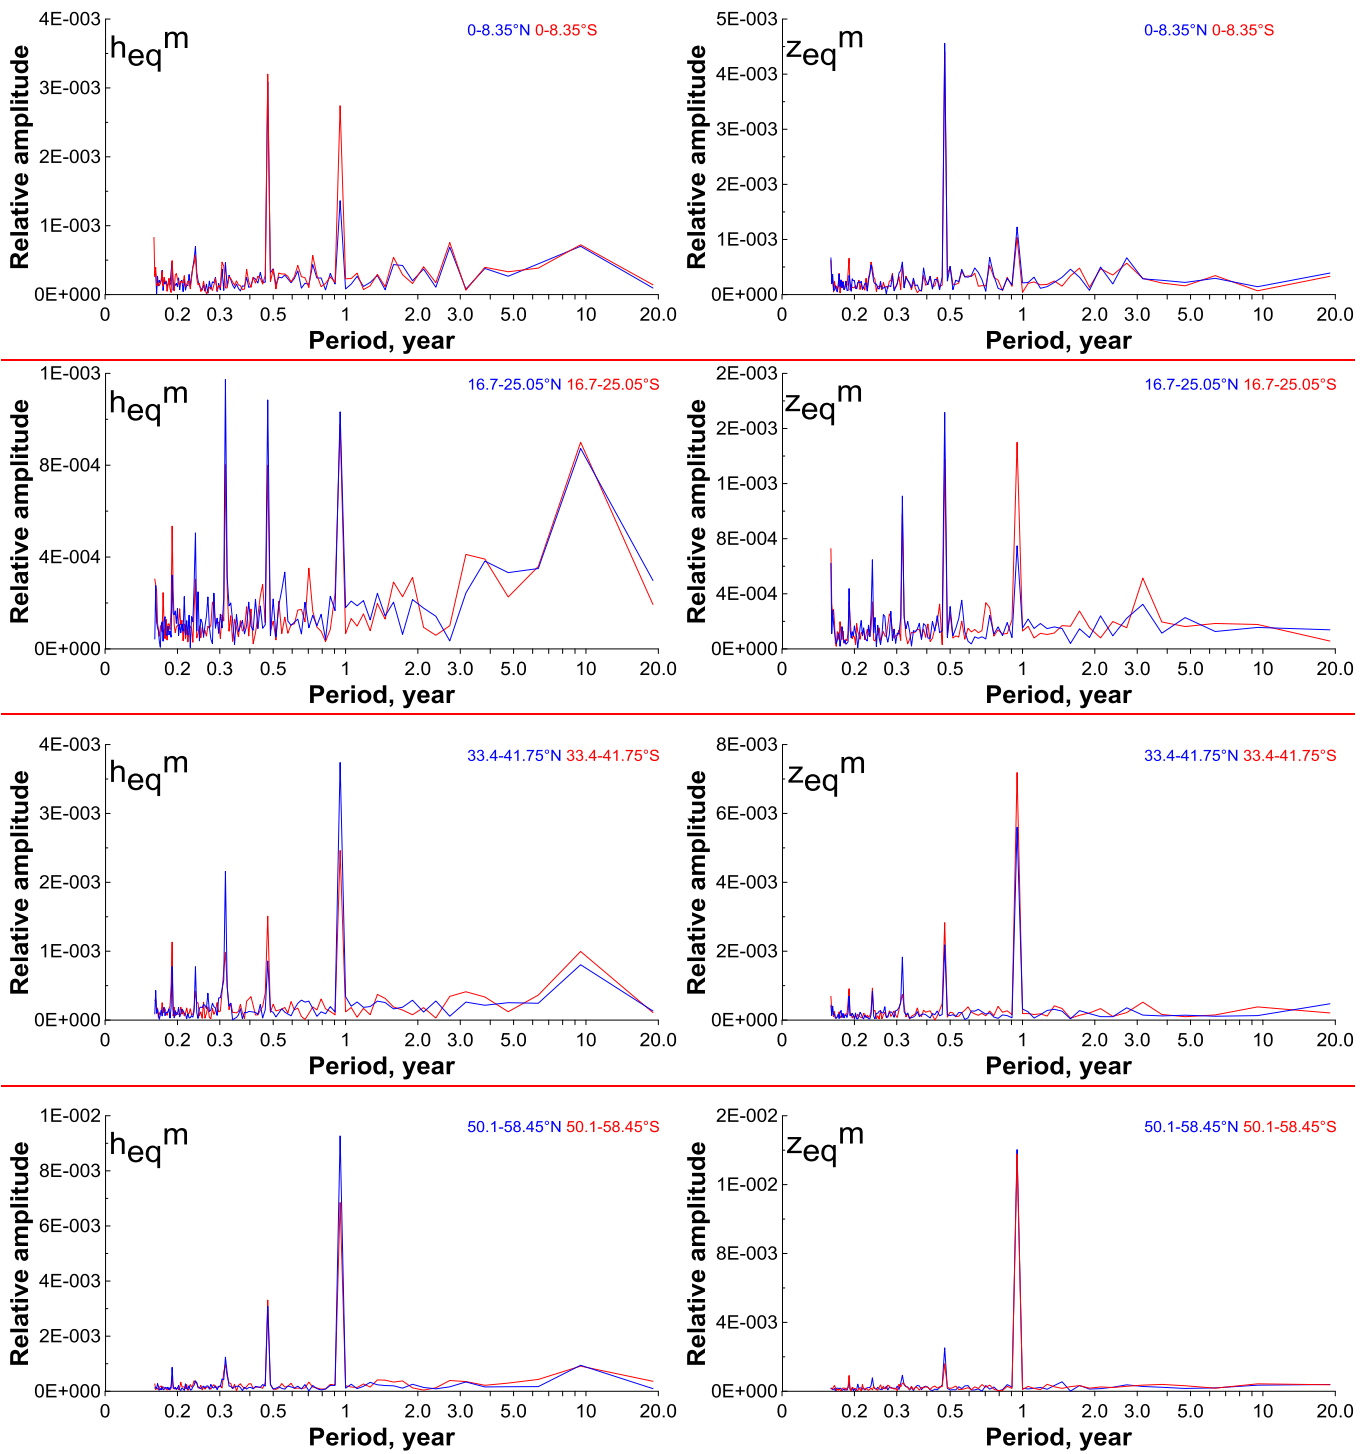 h_eq^m
0-8.35°N 0-8.35°S
Relative amplitude
4E-003
3E-003
2E-003
1E-003
0E+000
0 0.2 0.3 0.5 1 2.0 3.0 5.0 10 20.0
Period, year
z_eq^m
0-8.35°N 0-8.35°S
Relative amplitude
5E-003
4E-003
3E-003
2E-003
1E-003
0E+000
0 0.2 0.3 0.5 1 2.0 3.0 5.0 10 20.0
Period, year
h_eq^m
16.7-25.05°N 16.7-25.05°S
Relative amplitude
1E-003
8E-004
4E-004
0E+000
0 0.2 0.3 0.5 1 2.0 3.0 5.0 10 20.0
Period, year
z_eq^m
16.7-25.05°N 16.7-25.05°S
Relative amplitude
2E-003
2E-003
1E-003
8E-004
4E-004
0E+000
0 0.2 0.3 0.5 1 2.0 3.0 5.0 10 20.0
Period, year
h_eq^m
33.4-41.75°N 33.4-41.75°S
Relative amplitude
4E-003
3E-003
2E-003
1E-003
0E+000
0 0.2 0.3 0.5 1 2.0 3.0 5.0 10 20.0
Period, year
z_eq^m
33.4-41.75°N 33.4-41.75°S
Relative amplitude
8E-003
6E-003
4E-003
2E-003
0E+000
0 0.2 0.3 0.5 1 2.0 3.0 5.0 10 20.0
Period, year
h_eq^m
50.1-58.45°N 50.1-58.45°S
Relative amplitude
1E-002
8E-003
6E-003
4E-003
2E-003
0E+000
0 0.2 0.3 0.5 1 2.0 3.0 5.0 10 20.0
Period, year
z_eq^m
50.1-58.45°N 50.1-58.45°S
Relative amplitude
2E-002
1E-002
8E-003
4E-003
0E+000
0 0.2 0.3 0.5 1 2.0 3.0 5.0 10 20.0
Period, year